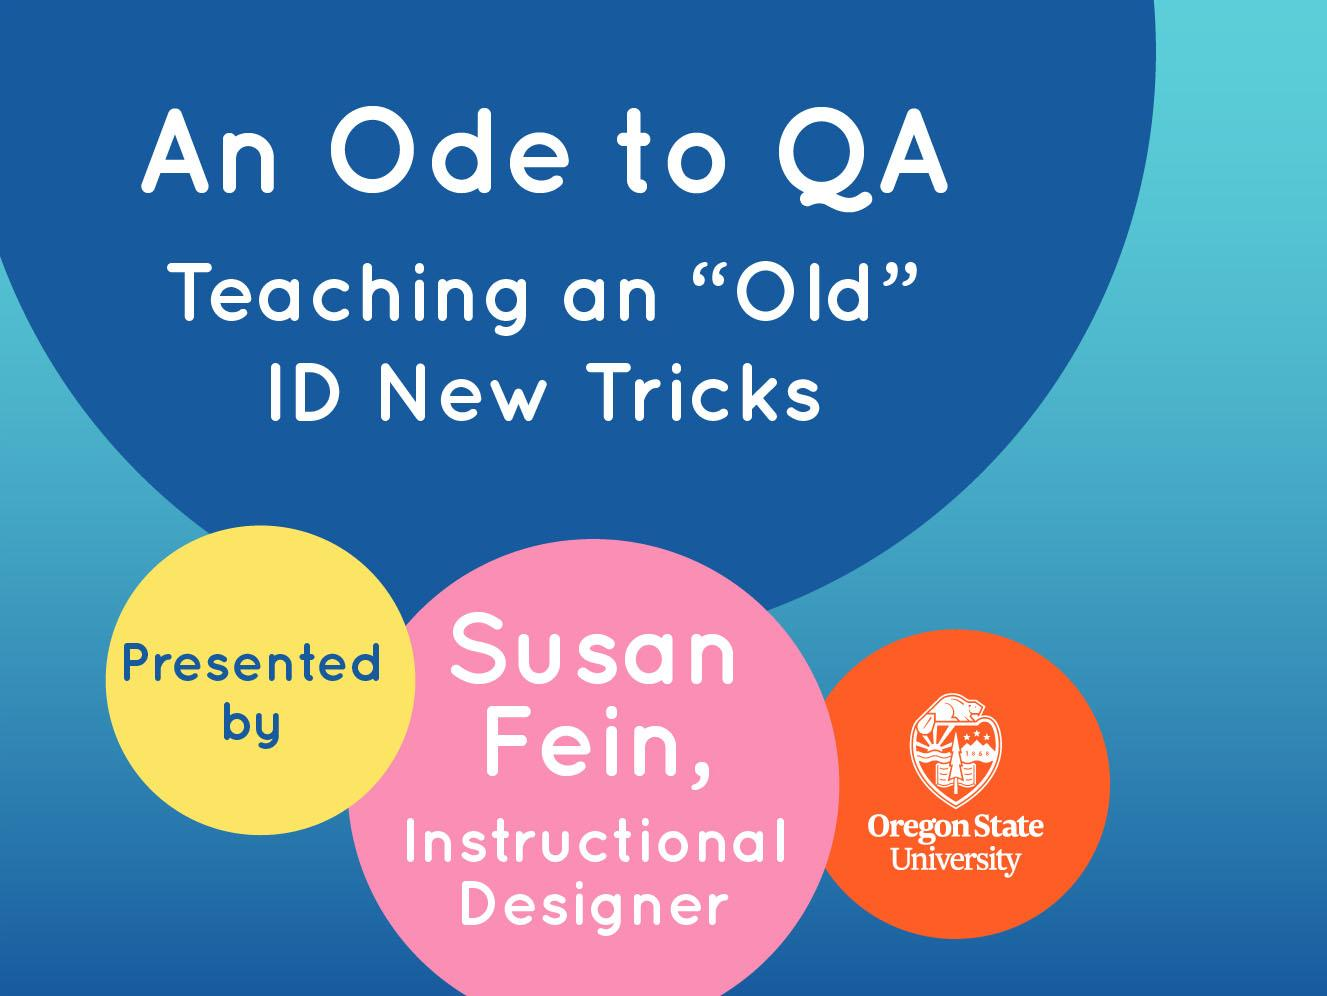 An Ode to QA
Teaching an “Old”
ID New Tricks
Presented
by
Susan
Fein,
Instructional
Designer
1868
Oregon State
University